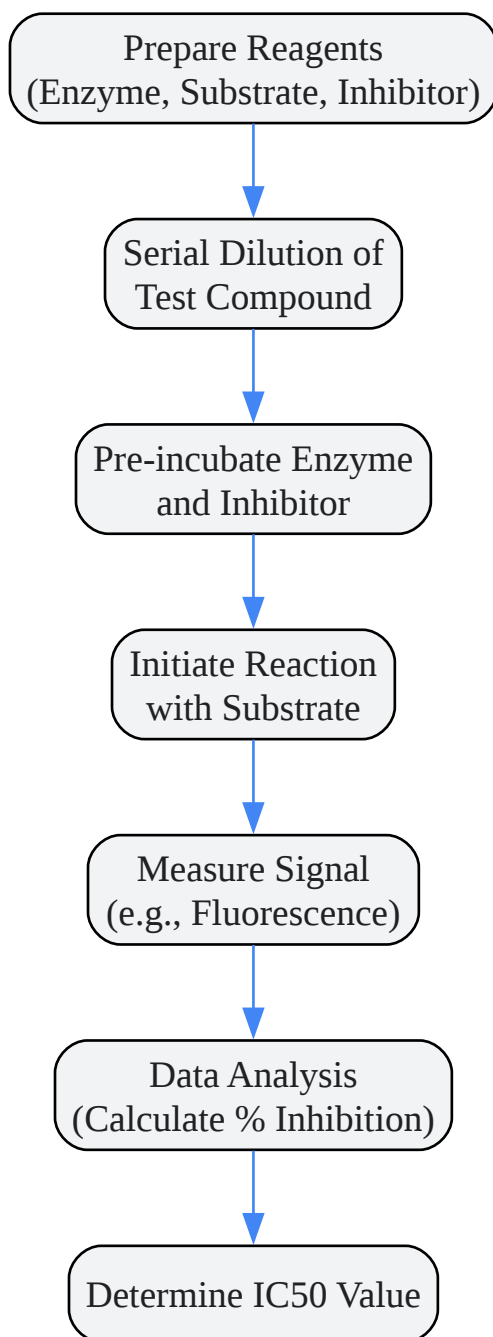 Prepare Reagents
(Enzyme, Substrate, Inhibitor)
Serial Dilution of
Test Compound
Pre-incubate Enzyme
and Inhibitor
Initiate Reaction
with Substrate
Measure Signal
(e.g., Fluorescence)
Data Analysis
(Calculate % Inhibition)
Determine IC50 Value